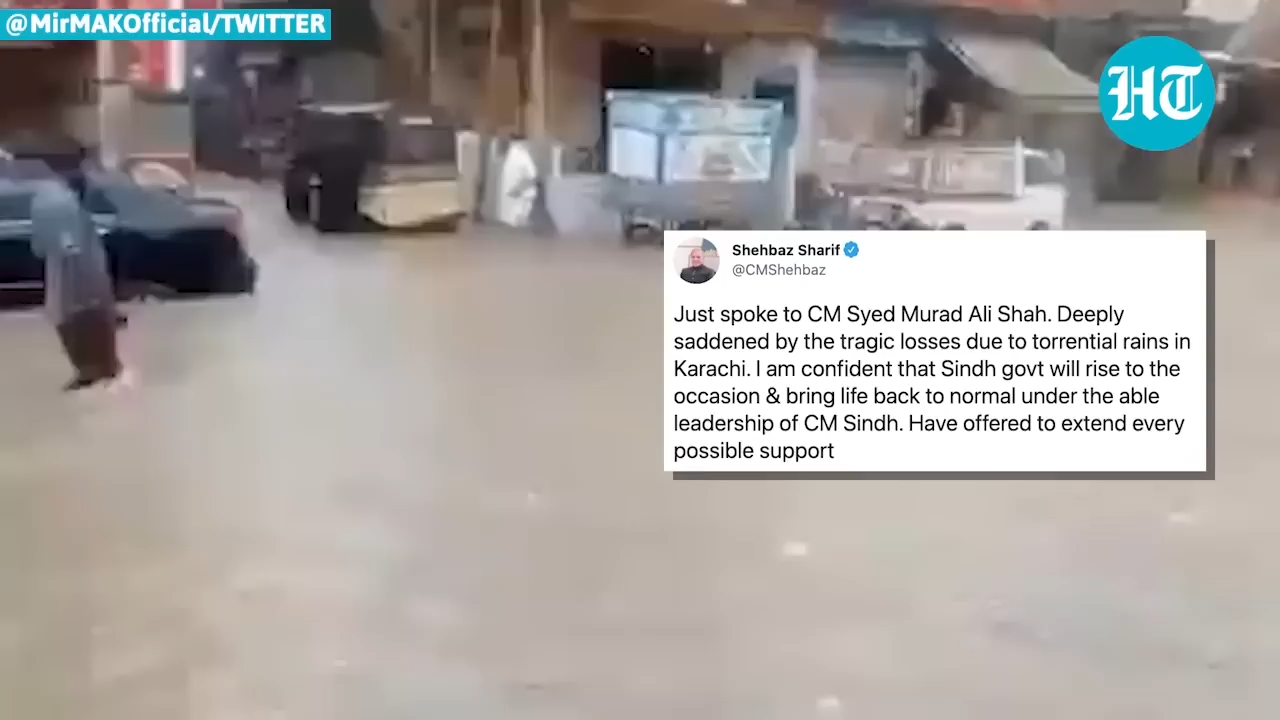 @MirMAKOfficial/TWITTER
HT
Shehbaz Sharif
@CMShehbaz
Just spoke to CM Syed Murad Ali Shah. Deeply
saddened by the tragic losses due to torrential rains in
Karachi. I am confident that Sindh govt will rise to the
occasion & bring life back to normal under the able
leadership of CM Sindh. Have offered to extend every
possible support